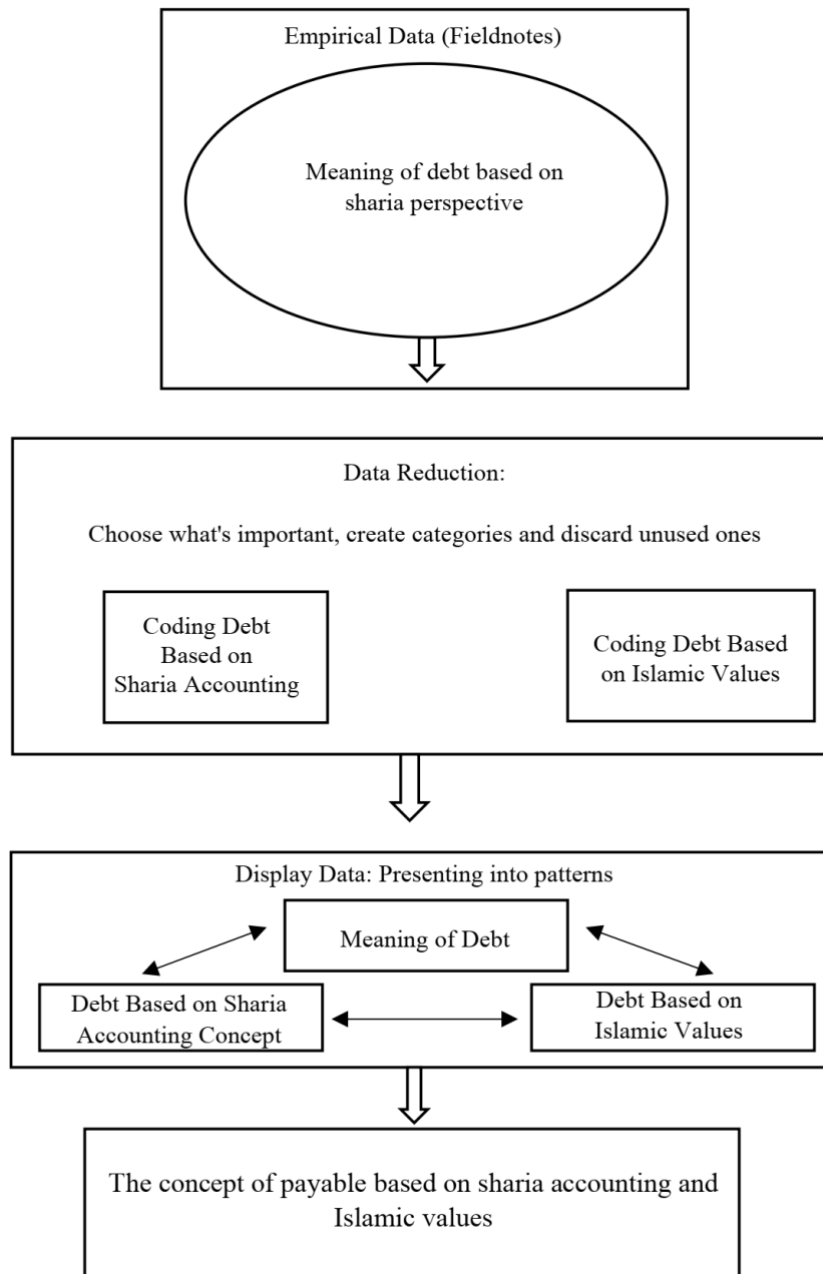 Empirical Data (Fieldnotes)
Meaning of debt based on
sharia perspective
Data Reduction:
Choose what's important, create categories and discard unused ones
Coding Debt
Based on
Sharia Accounting
Coding Debt Based
on Islamic Values
Display Data: Presenting into patterns
Meaning of Debt
Debt Based on Sharia
Accounting Concept
Debt Based on
Islamic Values
The concept of payable based on sharia accounting and
Islamic values